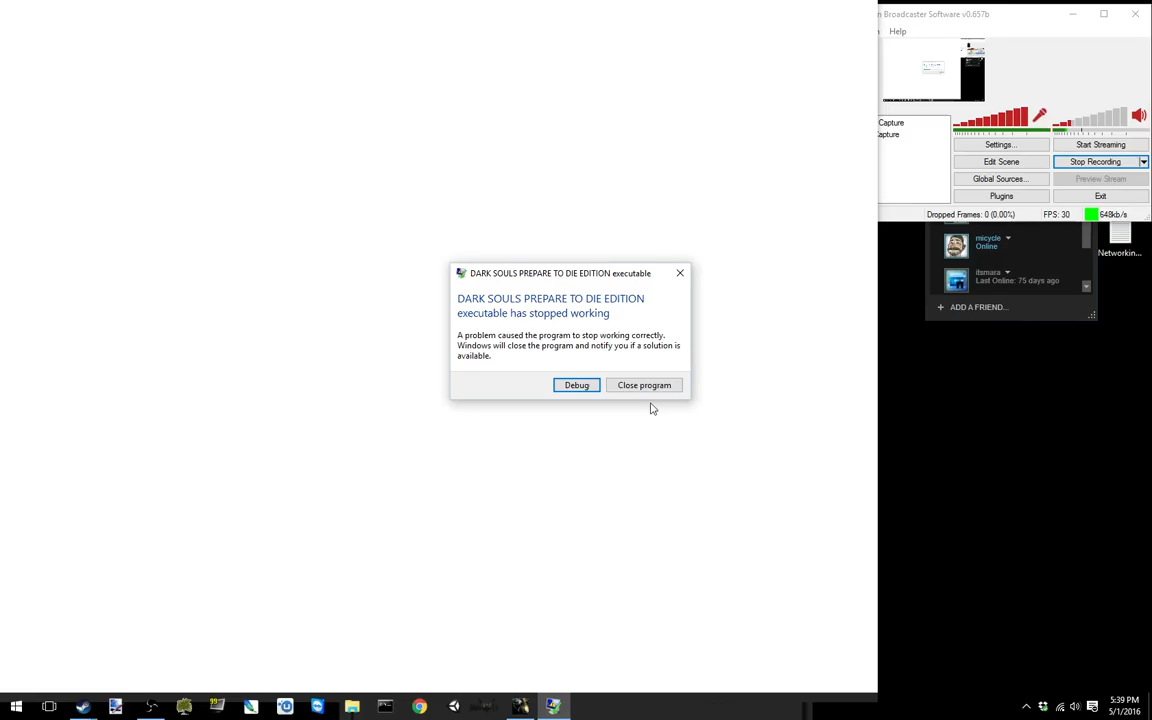 n Broadcaster Software v0.657b
Help
Capture
Capture
Settings...
Start Streaming
Edit Scene
Stop Recording
Global Sources...
Preview Stream
Plugins
Exit
Dropped Frames: 0 (0.00%)
FPS: 30
648kb/s
micycle
Online
Networkin...
itsmara
Last Online: 75 days ago
+ ADD A FRIEND...
DARK SOULS PREPARE TO DIE EDITION executable
DARK SOULS PREPARE TO DIE EDITION
executable has stopped working
A problem caused the program to stop working correctly.
Windows will close the program and notify you if a solution is
available.
Debug
Close program
99
5:39 PM
5/1/2016